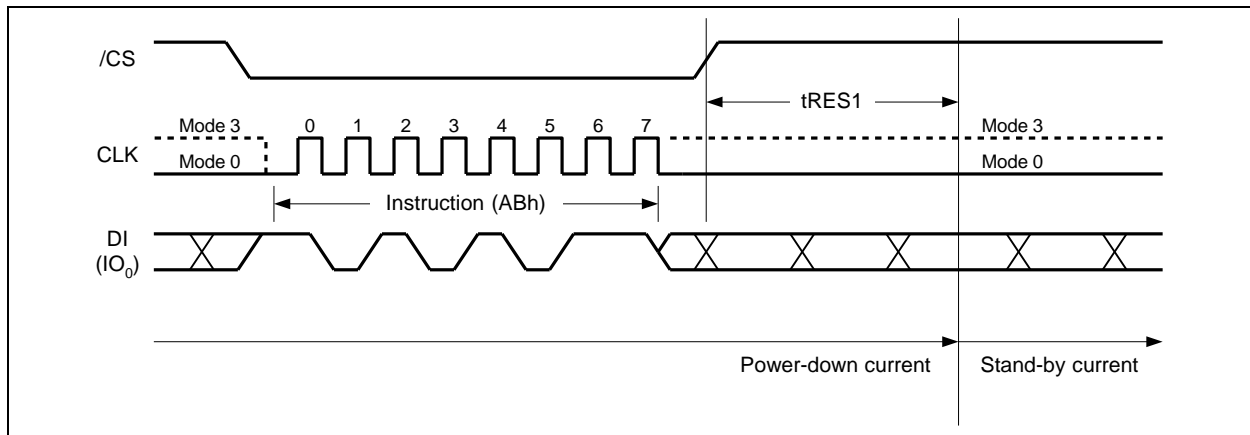 /CS
tRES1
Mode 3
0 1 2 3 4 5 6 7
Mode 3
CLK
Mode 0
Mode 0
Instruction (ABh)
DI
(IO0)
Power-down current
Stand-by current